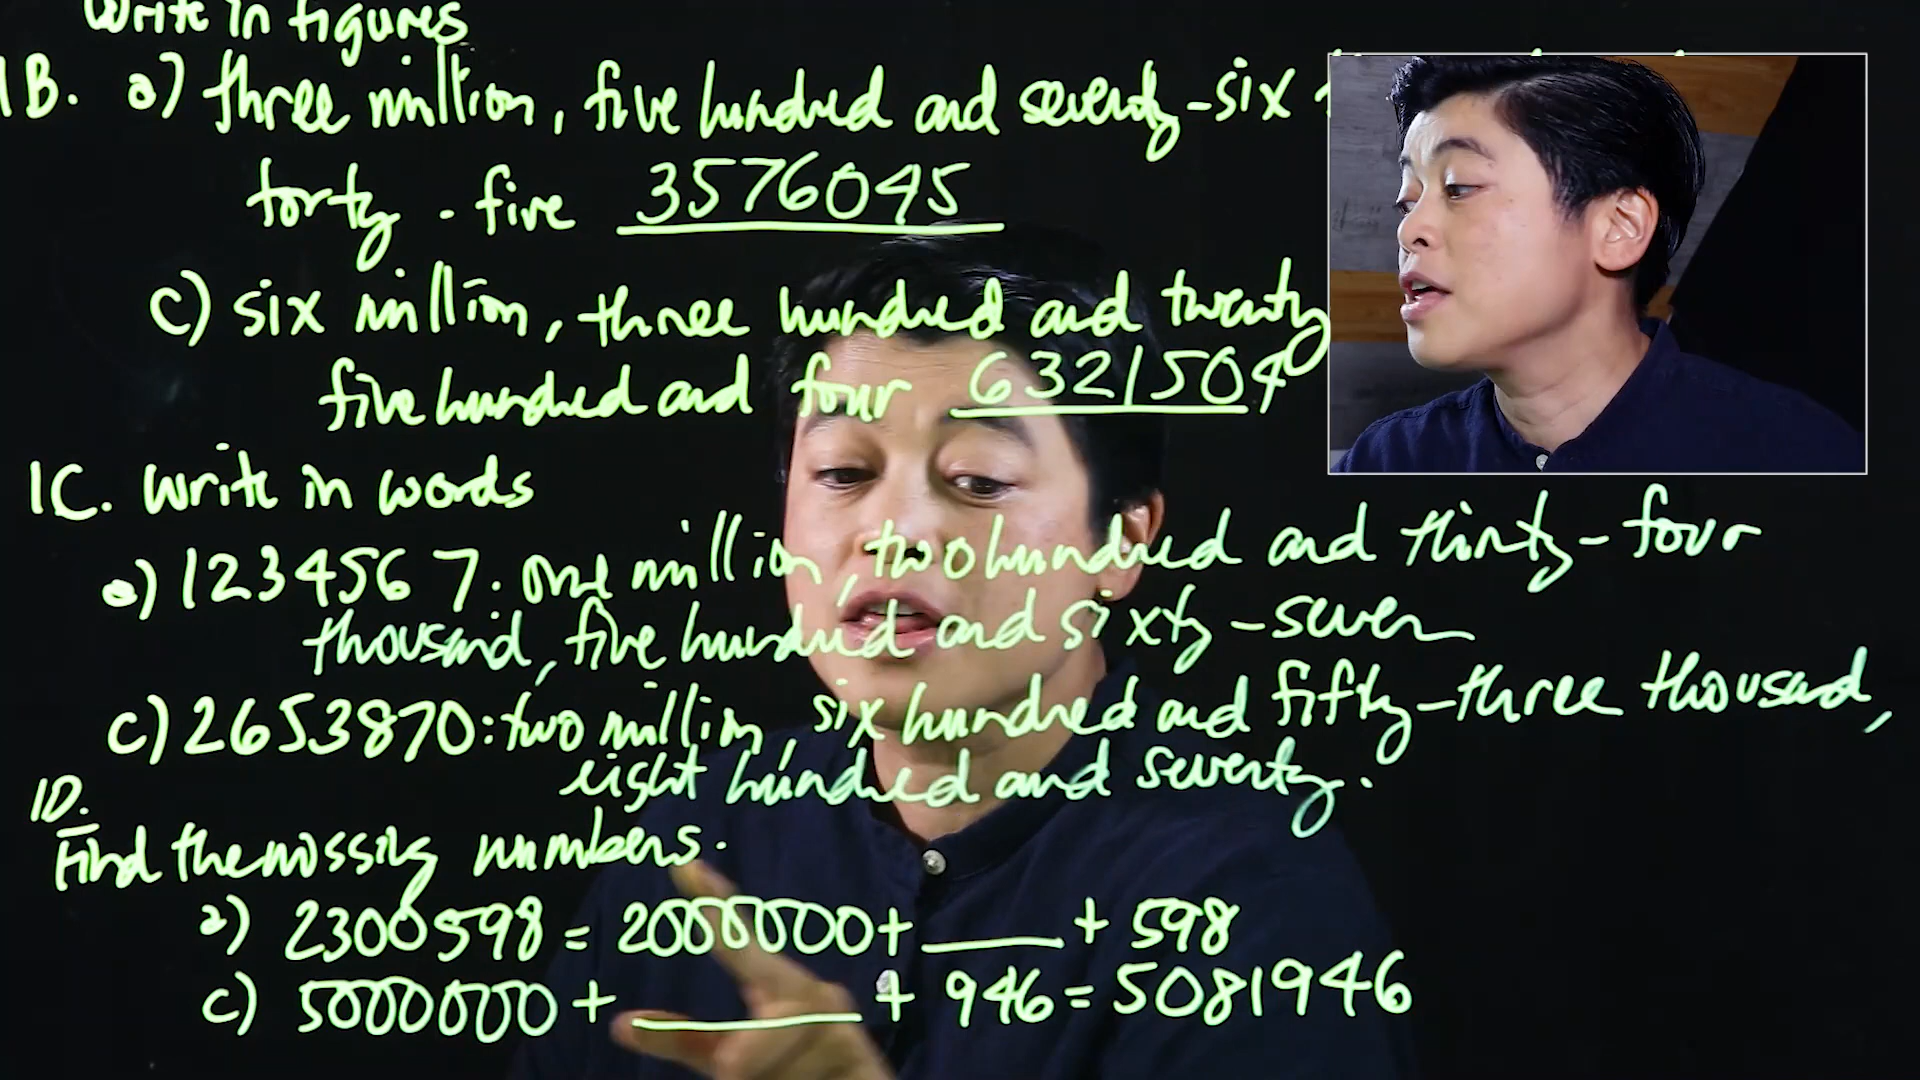 Write in figures
1B. a) three million, five hundred and seventy-six
forty-five 3576045
c) six million, three hundred and twenty
five hundred and four 6321504
1C. Write in words
a) 1234567: one million, two hundred and thirty-four
thousand, five hundred and sixty-seven
c) 2653870: two million, six hundred and fifty-three thousand,
eight hundred and seventy.
1D.
Find the missing numbers.
a) 2300598 = 2000000 + ____ + 598
c) 5000000 + ____ + 946 = 5081946